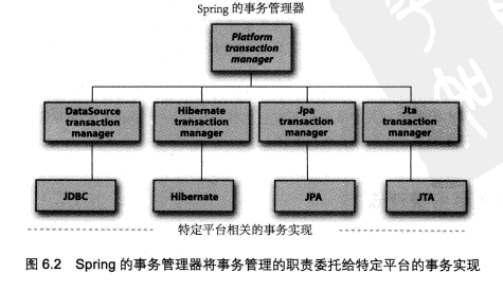 Spring 的事务管理器
Platform
transaction
manager
DataSource
transaction
manager
Hibernate
transaction
manager
Jpa
transaction
manager
Jta
transaction
manager
JDBC
Hibernate
JPA
JTA
特定平台相关的事务实现
图 6.2 Spring 的事务管理器将事务管理的职责委托给特定平台的事务实现